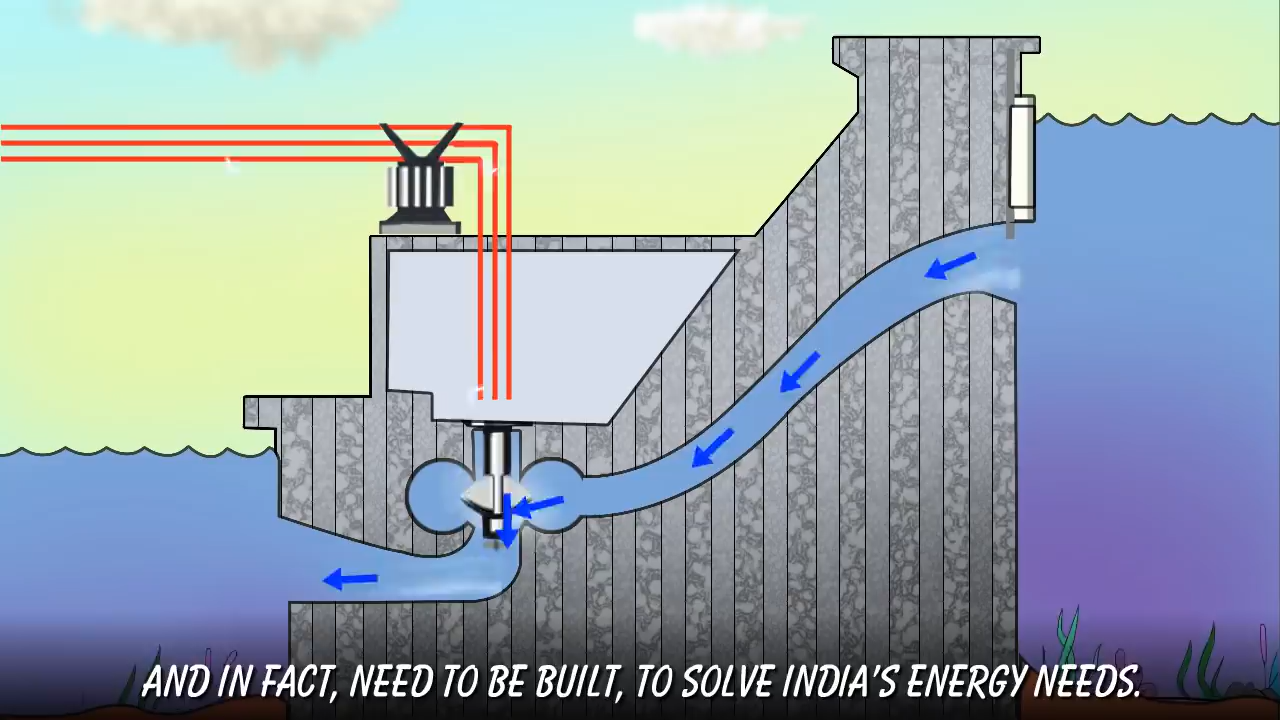 AND IN FACT, NEED TO BE BUILT, TO SOLVE INDIA'S ENERGY NEEDS.